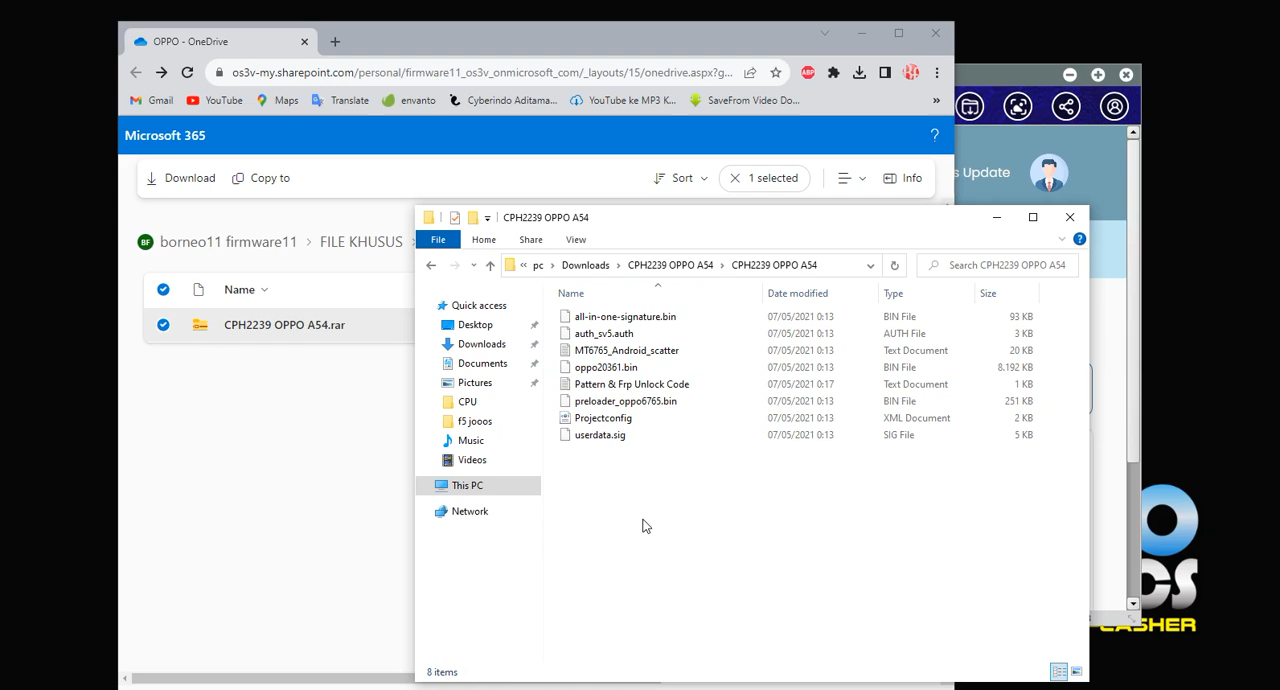 OPPO - OneDrive
os3v-my.sharepoint.com/personal/firmware11_os3v_onmicrosoft_com/_layouts/15/onedrive.aspx?g...
ABP
Gmail YouTube Maps Translate envanto Cyberindo Aditama... YouTube ke MP3 K... SaveFrom Video Do... »
Microsoft 365 ?
Download Copy to Sort 1 selected Info
s Update
CPH2239 OPPO A54
File Home Share View
BF borneo11 firmware11 > FILE KHUSUS >
« pc > Downloads > CPH2239 OPPO A54 > CPH2239 OPPO A54 Search CPH2239 OPPO A54
Name
CPH2239 OPPO A54.rar
Quick access
Desktop
Downloads
Documents
Pictures
CPU
f5 jooos
Music
Videos
This PC
Network
Name Date modified Type Size
all-in-one-signature.bin 07/05/2021 0:13 BIN File 93 KB
auth_sv5.auth 07/05/2021 0:13 AUTH File 3 KB
MT6765_Android_scatter 07/05/2021 0:13 Text Document 20 KB
oppo20361.bin 07/05/2021 0:13 BIN File 8.192 KB
Pattern & Frp Unlock Code 07/05/2021 0:17 Text Document 1 KB
preloader_oppo6765.bin 07/05/2021 0:13 BIN File 251 KB
Projectconfig 07/05/2021 0:13 XML Document 2 KB
userdata.sig 07/05/2021 0:13 SIG File 5 KB
8 items
CS
LASHER